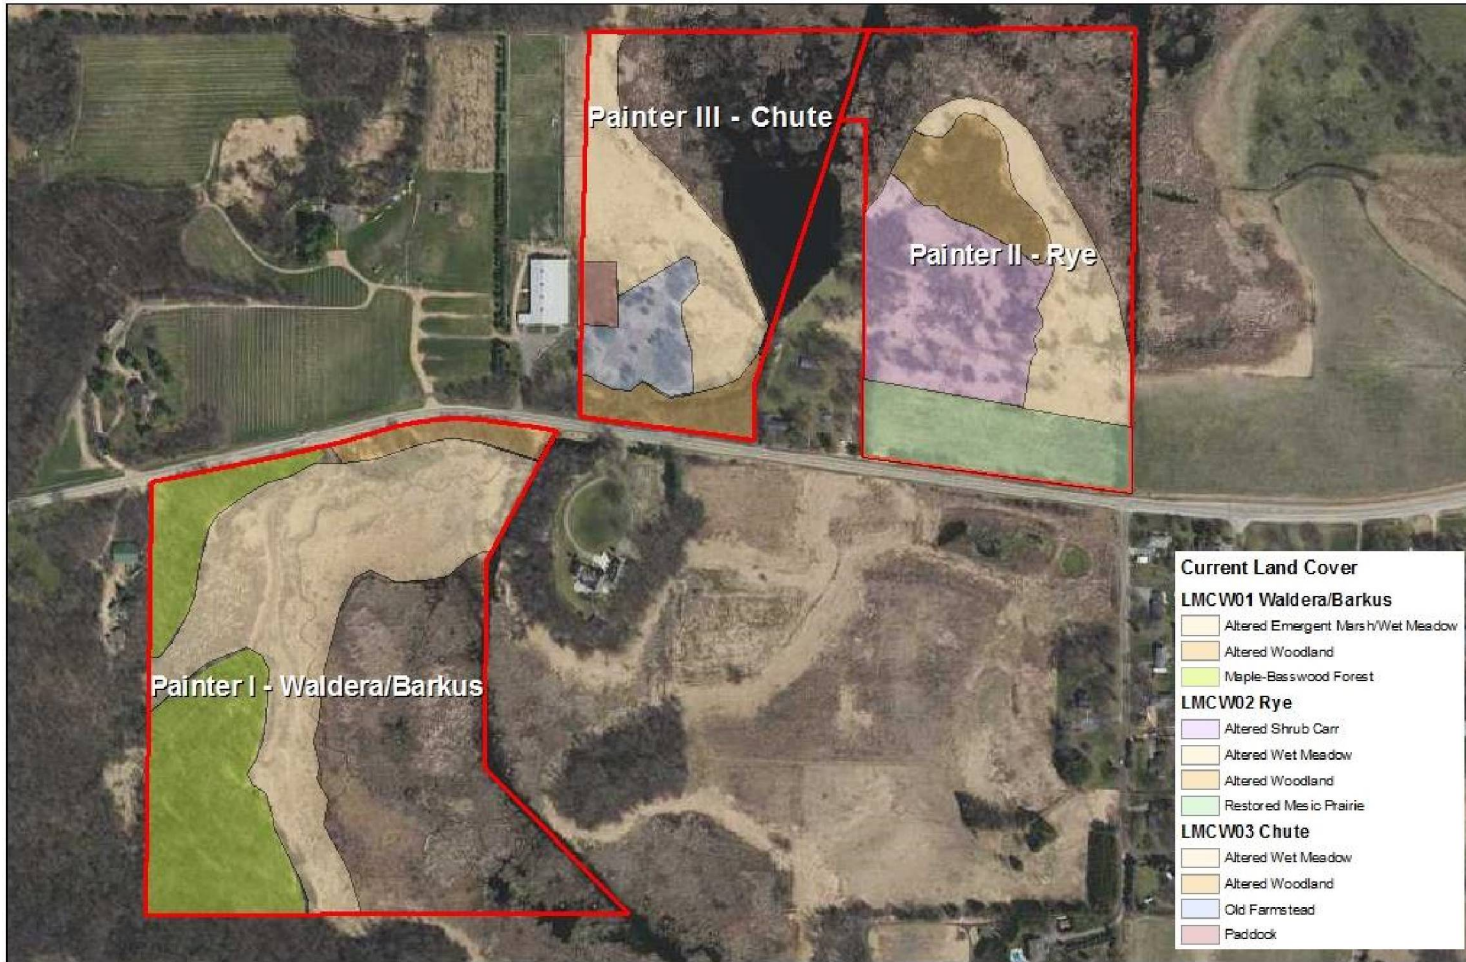 Painter III - Chute
Painter II - Rye
Painter I - Waldera/Barkus
Current Land Cover
LMCW01 Waldera/Barkus
Altered Emergent Marsh/Wet Meadow
Altered Woodland
Maple-Basswood Forest
LMCW02 Rye
Altered Shrub Carr
Altered Wet Meadow
Altered Woodland
Restored Mesic Prairie
LMCW03 Chute
Altered Wet Meadow
Altered Woodland
Old Farmstead
Paddock